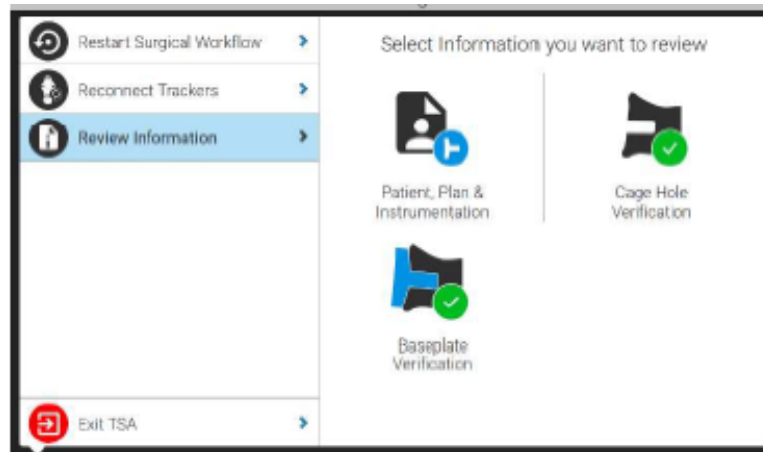 Restart Surgical Workflow
Reconnect Trackers
Review Information
Exit TSA
Select Information you want to review
Patient, Plan &
Instrumentation
Cage Hole
Verification
Baseplate
Verification